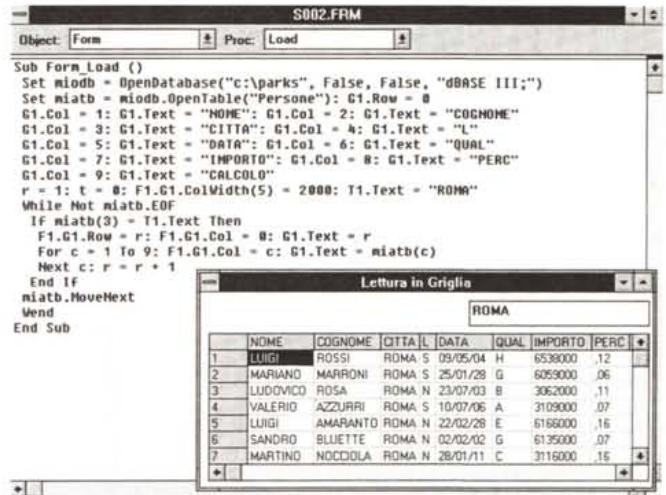 S002.FRM
Object: Form Proc: Load
Sub Form_Load ()
Set miodb = OpenDatabase("c:\parks", False, False, "dBASE III;")
Set miatb = miodb.OpenTable("Persone"): G1.Row = 0
G1.Col = 1: G1.Text = "NOME": G1.Col = 2: G1.Text = "COGNOME"
G1.Col = 3: G1.Text = "CITTA": G1.Col = 4: G1.Text = "L"
G1.Col = 5: G1.Text = "DATA": G1.Col = 6: G1.Text = "QUAL"
G1.Col = 7: G1.Text = "IMPORTO": G1.Col = 8: G1.Text = "PERC"
G1.Col = 9: G1.Text = "CALCOLO"
r = 1: t = 0: F1.G1.ColWidth(5) = 2000: T1.Text = "ROMA"
While Not miatb.EOF
If miatb(3) = T1.Text Then
F1.G1.Row = r: F1.G1.Col = 0: G1.Text = r
For c = 1 To 9: F1.G1.Col = c: G1.Text = miatb(c)
Next c: r = r + 1
End If
miatb.MoveNext
Wend
End Sub
Lettura in Griglia
ROMA
NOME COGNOME CITTA L DATA QUAL IMPORTO PERC
1 LUIGI ROSSI ROMA S 09/05/04 H 6538000 ,12
2 MARIANO MARRONI ROMA S 25/01/28 G 6059000 ,06
3 LUDOVICO ROSA ROMA N 23/07/03 B 3062000 ,11
4 VALERIO AZZURRI ROMA S 10/07/06 A 3109000 ,07
5 LUIGI AMARANTO ROMA N 22/02/28 E 6166000 ,16
6 SANDRO BLUETTE ROMA N 02/02/02 G 6135000 ,07
7 MARTINO NOCCIOLA ROMA N 28/01/11 C 3116000 ,16